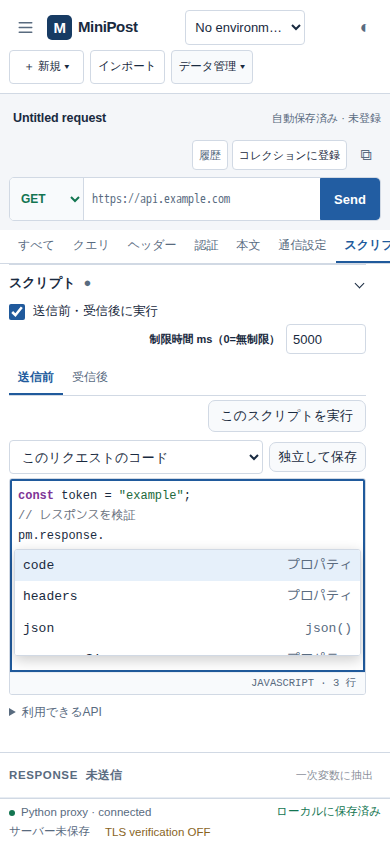 M MiniPost
No environm…
＋ 新規 ▾
インポート
データ管理 ▾
Untitled request
自動保存済み · 未登録
履歴
コレクションに登録
GET
https://api.example.com
Send
すべて クエリ ヘッダー 認証 本文 通信設定
スクリプト
送信前・受信後に実行
制限時間 ms（0=無制限）
5000
送信前 受信後
このスクリプトを実行
このリクエストのコード
独立して保存
const token = "example";
// レスポンスを検証
pm.response.
code プロパティ
headers プロパティ
json json()
JAVASCRIPT · 3 行
利用できるAPI
RESPONSE 未送信
一次変数に抽出
Python proxy · connected
ローカルに保存済み
サーバー未保存
TLS verification OFF